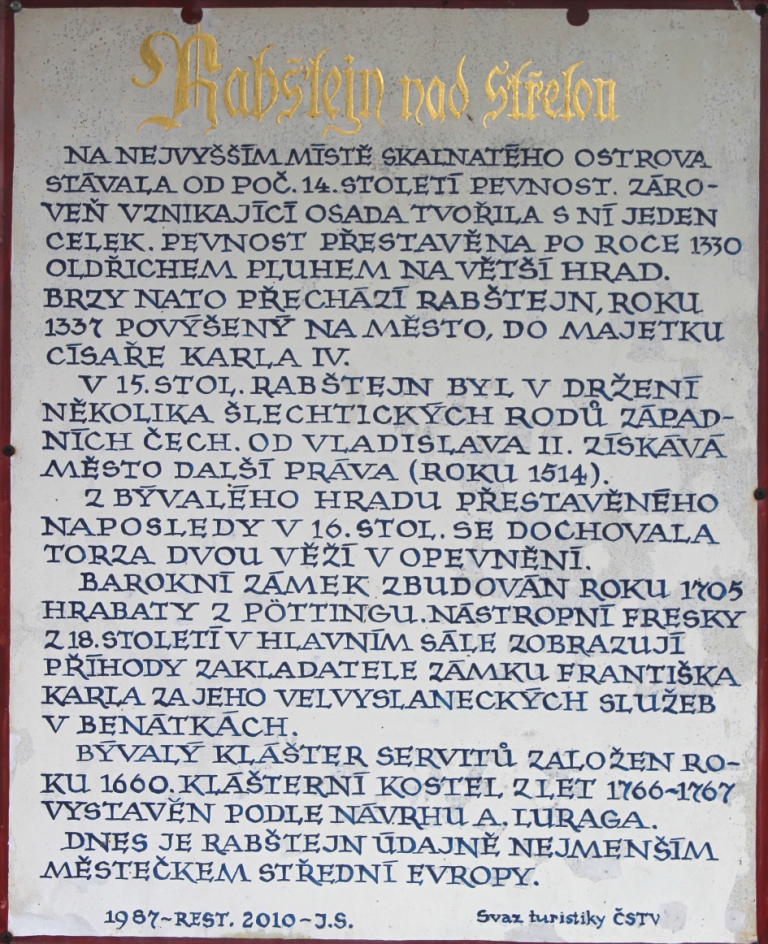 Rabštejn nad Střelou
NA NEJVYŠŠÍM MÍSTĚ SKALNATÉHO OSTROVA
STÁVALA OD POČ. 14. STOLETÍ PEVNOST. ZÁRO-
VEŇ VZNIKAJÍCÍ OSADA TVOŘILA S NÍ JEDEN
CELEK. PEVNOST PŘESTAVĚNA PO ROCE 1330
OLDŘICHEM PLUHEM NA VĚTŠÍ HRAD.
BRZY NATO PŘECHÁZÍ RABŠTEJN, ROKU
1337 POVÝŠENÝ NA MĚSTO, DO MAJETKU
CÍSAŘE KARLA IV.
V 15. STOL. RABŠTEJN BYL V DRŽENÍ
NĚKOLIKA ŠLECHTICKÝCH RODŮ ZÁPAD-
NÍCH ČECH. OD VLADISLAVA II. ZÍSKÁVÁ
MĚSTO DALŠÍ PRÁVA (ROKU 1514).
Z BÝVALÉHO HRADU PŘESTAVĚNÉHO
NAPOSLEDY V 16. STOL. SE DOCHOVALA
TORZA DVOU VĚŽÍ V OPEVNĚNÍ.
BAROKNÍ ZÁMEK ZBUDOVÁN ROKU 1705
HRABATY Z PÖTTINGU. NÁSTROPNÍ FRESKY
Z 18. STOLETÍ V HLAVNÍM SÁLE ZOBRAZUJÍ
PŘÍHODY ZAKLADATELE ZÁMKU FRANTIŠKA
KARLA ZA JEHO VELVYSLANECKÝCH SLUŽEB
V BENÁTKÁCH.
BÝVALÝ KLÁŠTER SERVITŮ ZALOŽEN RO-
KU 1660. KLÁŠTERNÍ KOSTEL Z LET 1766-1767
VYSTAVĚN PODLE NÁVRHU A. LURAGA.
DNES JE RABŠTEJN ÚDAJNĚ NEJMENŠÍM
MĚSTEČKEM STŘEDNÍ EVROPY.
1987-REST. 2010-J.S. Svaz turistiky ČSTV